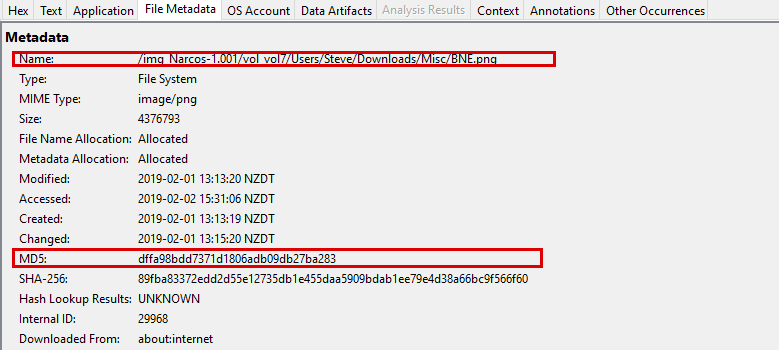 Hex Text Application File Metadata OS Account Data Artifacts Analysis Results Context Annotations Other Occurrences
Metadata
Name: /img_Narcos-1.001/vol_vol7/Users/Steve/Downloads/Misc/BNE.png
Type: File System
MIME Type: image/png
Size: 4376793
File Name Allocation: Allocated
Metadata Allocation: Allocated
Modified: 2019-02-01 13:13:20 NZDT
Accessed: 2019-02-02 15:31:06 NZDT
Created: 2019-02-01 13:13:19 NZDT
Changed: 2019-02-01 13:15:20 NZDT
MD5: dffa98bdd7371d1806adb09db27ba283
SHA-256: 89fba83372edd2d55e12735db1e455daa5909bdab1ee79e4d38a66bc9f566f60
Hash Lookup Results: UNKNOWN
Internal ID: 29968
Downloaded From: about:internet